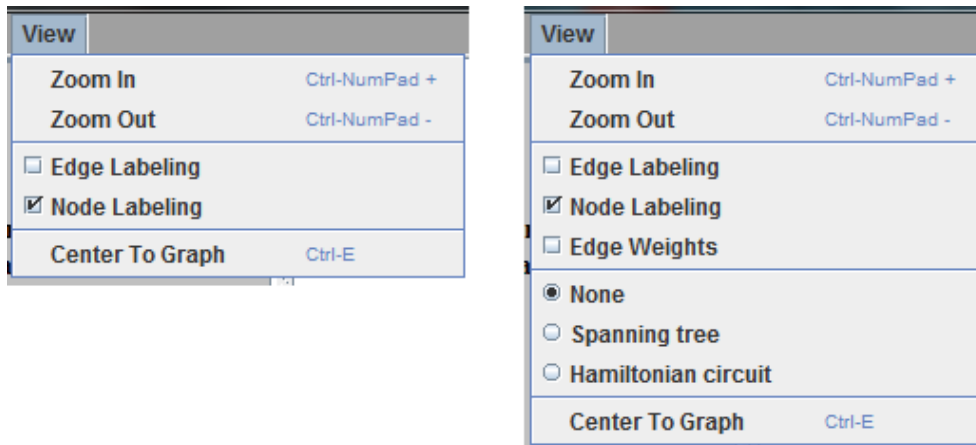 View
Zoom In Ctrl-NumPad +
Zoom Out Ctrl-NumPad -
Edge Labeling
Node Labeling
Center To Graph Ctrl-E
View
Zoom In Ctrl-NumPad +
Zoom Out Ctrl-NumPad -
Edge Labeling
Node Labeling
Edge Weights
None
Spanning tree
Hamiltonian circuit
Center To Graph Ctrl-E